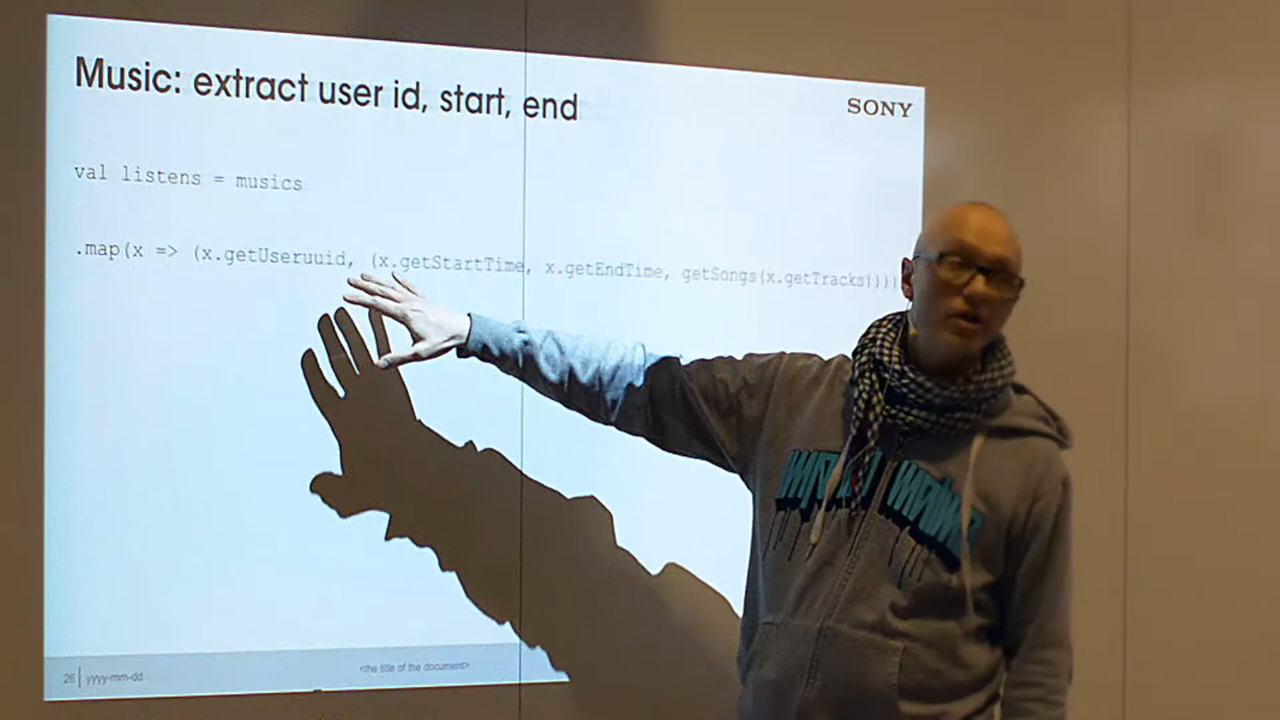 Music: extract user id, start, end
SONY
val listens = musics
.map(x => (x.getUseruuid, (x.getStartTime, x.getEndTime, getSongs(x.getTracks))))
26 yyyy-mm-dd
<the title of the document>